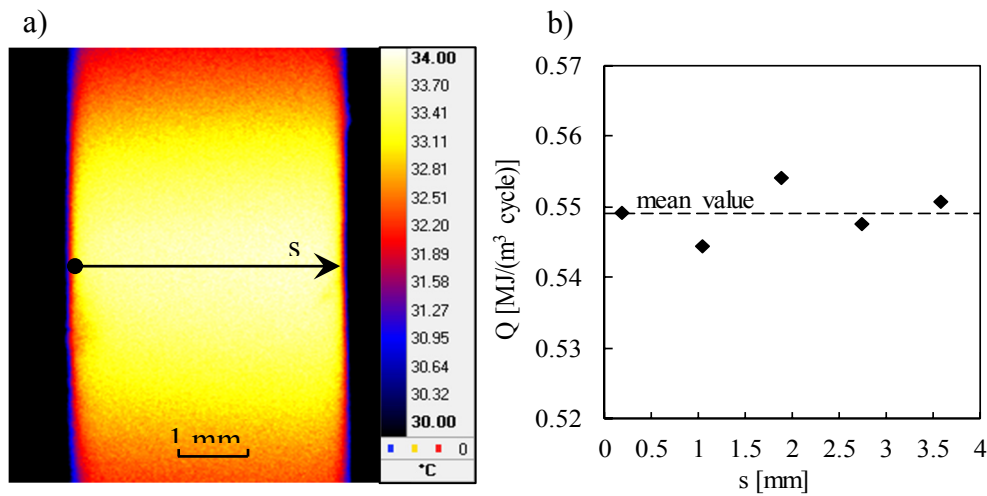 a)
34.00
33.70
33.41
33.11
32.81
32.51
32.20
31.89
31.58
31.27
30.95
30.64
30.32
30.00
0
°C
s
1 mm
b)
0.57
0.56
0.55
0.54
0.53
0.52
Q [MJ/(m³ cycle)]
mean value
0 0.5 1 1.5 2 2.5 3 3.5 4
s [mm]